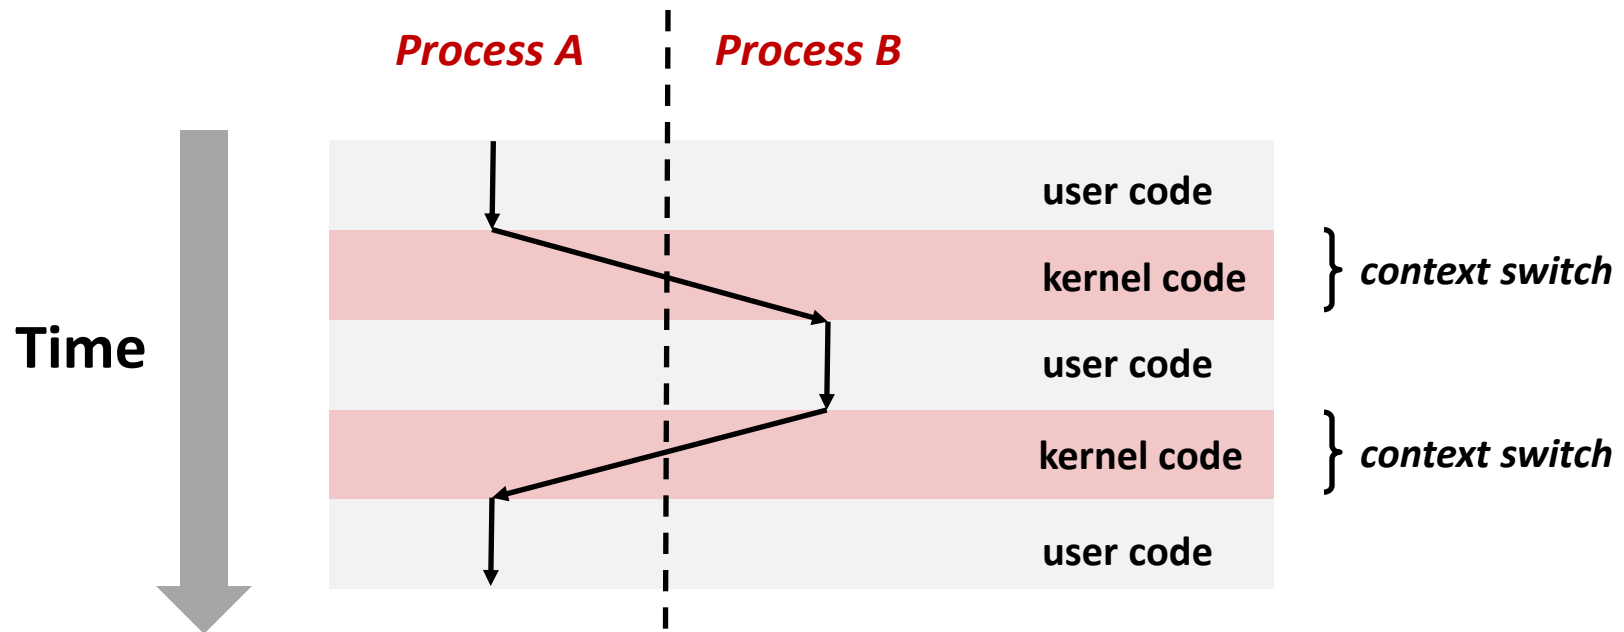 Process A
Process B
user code
kernel code
context switch
Time
user code
kernel code
context switch
user code